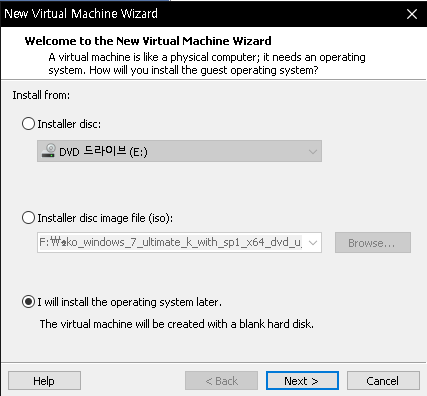 New Virtual Machine Wizard
Welcome to the New Virtual Machine Wizard
A virtual machine is like a physical computer; it needs an operating
system. How will you install the guest operating system?
Install from:
Installer disc:
DVD 드라이브 (E:)
Installer disc image file (iso):
ko_windows_7_ultimate_k_with_sp1_x64_dvd_u
Browse...
I will install the operating system later.
The virtual machine will be created with a blank hard disk.
Help
< Back
Next >
Cancel